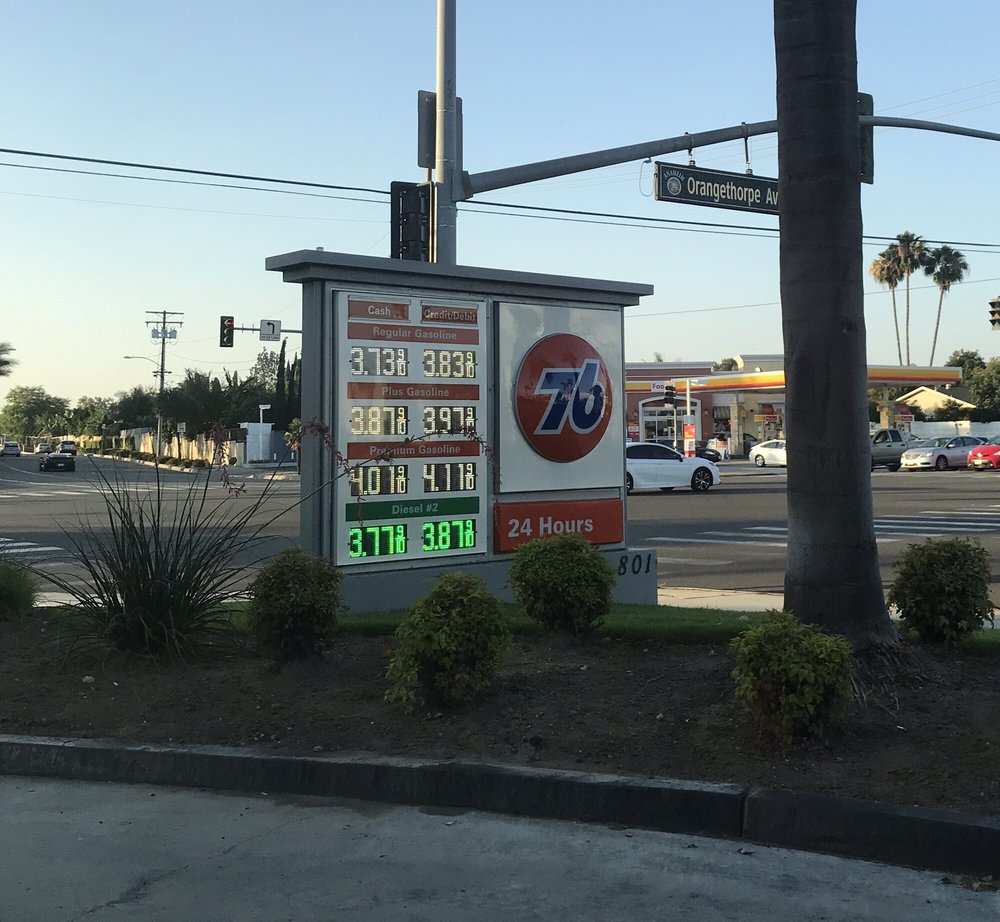 ANAHEIM
Orangethorpe Av
Cash Credit/Debit
Regular Gasoline
3.73 9/10 3.83 9/10
Plus Gasoline
3.87 9/10 3.97 9/10
Premium Gasoline
4.01 9/10 4.11 9/10
Diesel #2
3.77 9/10 3.87 9/10
76
24 Hours
801
Foo